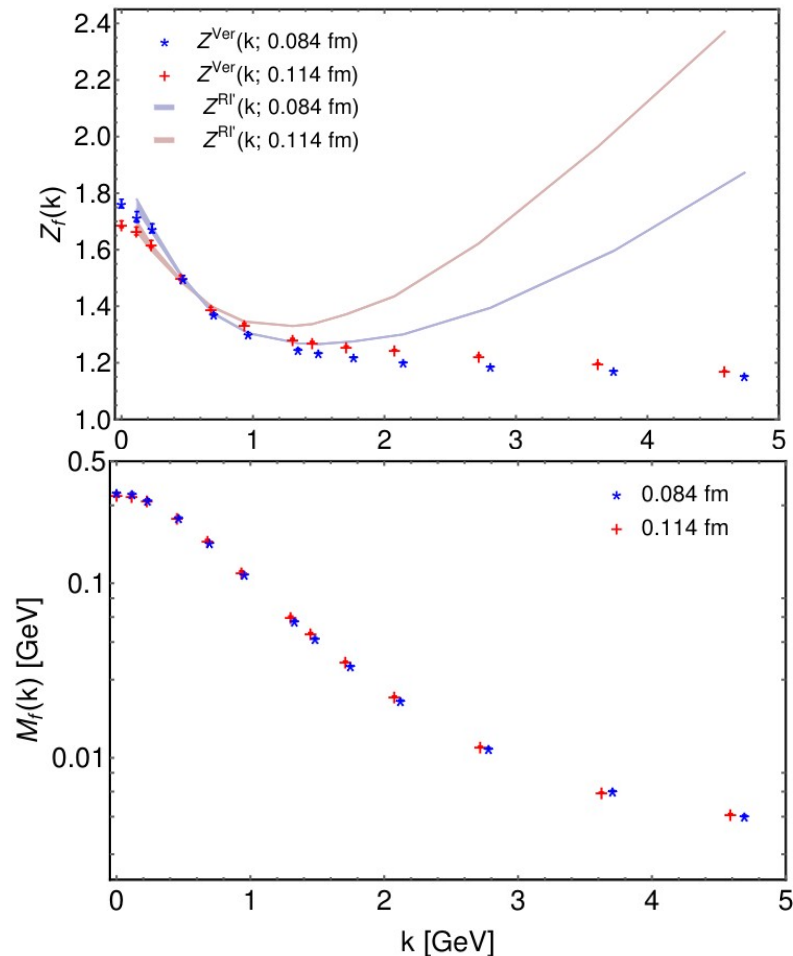 2.4
2.2
2.0
1.8
1.6
1.4
1.2
1.0
Z_f(k)
Z^Ver(k; 0.084 fm)
Z^Ver(k; 0.114 fm)
Z^RI'(k; 0.084 fm)
Z^RI'(k; 0.114 fm)
0 1 2 3 4 5
0.5
0.1
0.01
M_f(k) [GeV]
0.084 fm
0.114 fm
0 1 2 3 4 5
k [GeV]